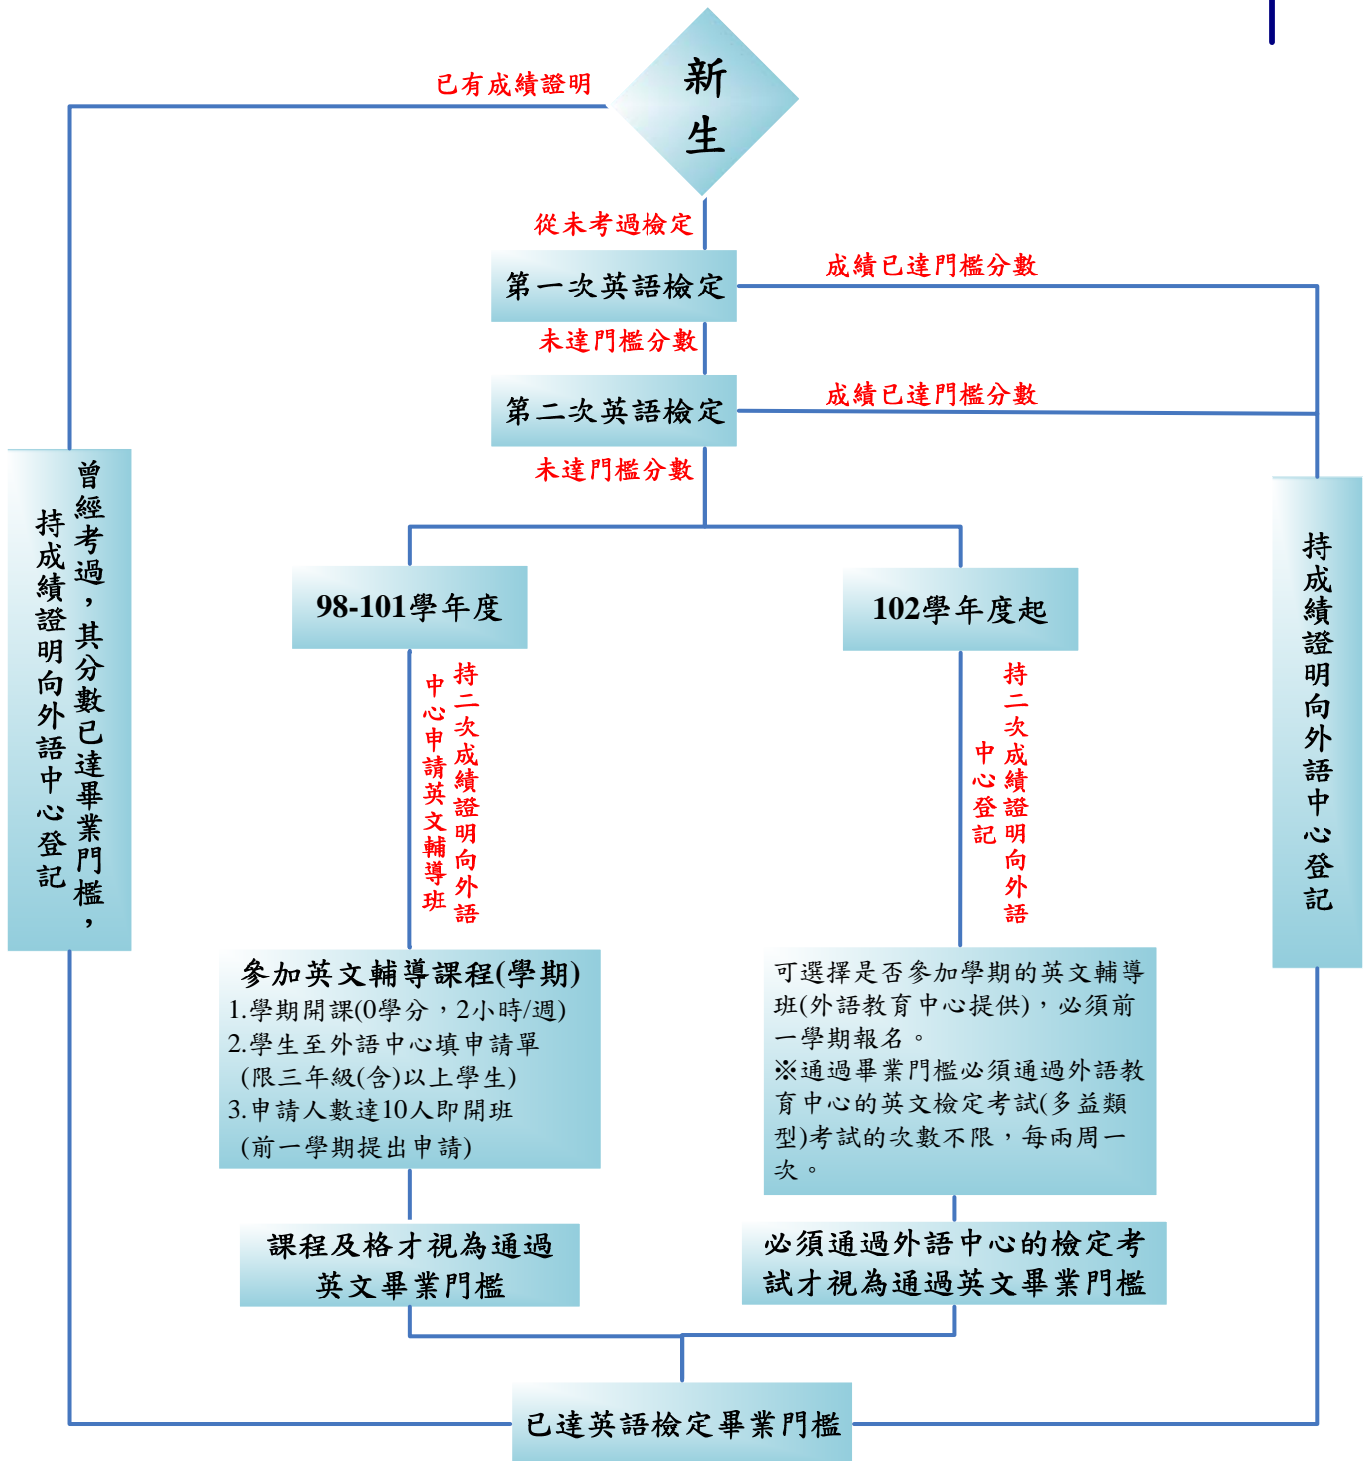 新
生
已有成績證明
從未考過檢定
第一次英語檢定
成績已達門檻分數
未達門檻分數
第二次英語檢定
成績已達門檻分數
未達門檻分數
曾經考過，其分數已達畢業門檻，
持成績證明向外語中心登記
98-101學年度
102學年度起
持成績證明向外語中心登記
持二次成績證明向外語
中心申請英文輔導班
持二次成績證明向外語
中心登記
參加英文輔導課程(學期)
1.學期開課(0學分，2小時/週)
2.學生至外語中心填申請單
(限三年級(含)以上學生)
3.申請人數達10人即開班
(前一學期提出申請)
可選擇是否參加學期的英文輔導
班(外語教育中心提供)，必須前
一學期報名。
※通過畢業門檻必須通過外語教
育中心的英文檢定考試(多益類
型)考試的次數不限，每兩周一
次。
課程及格才視為通過
英文畢業門檻
必須通過外語中心的檢定考
試才視為通過英文畢業門檻
已達英語檢定畢業門檻